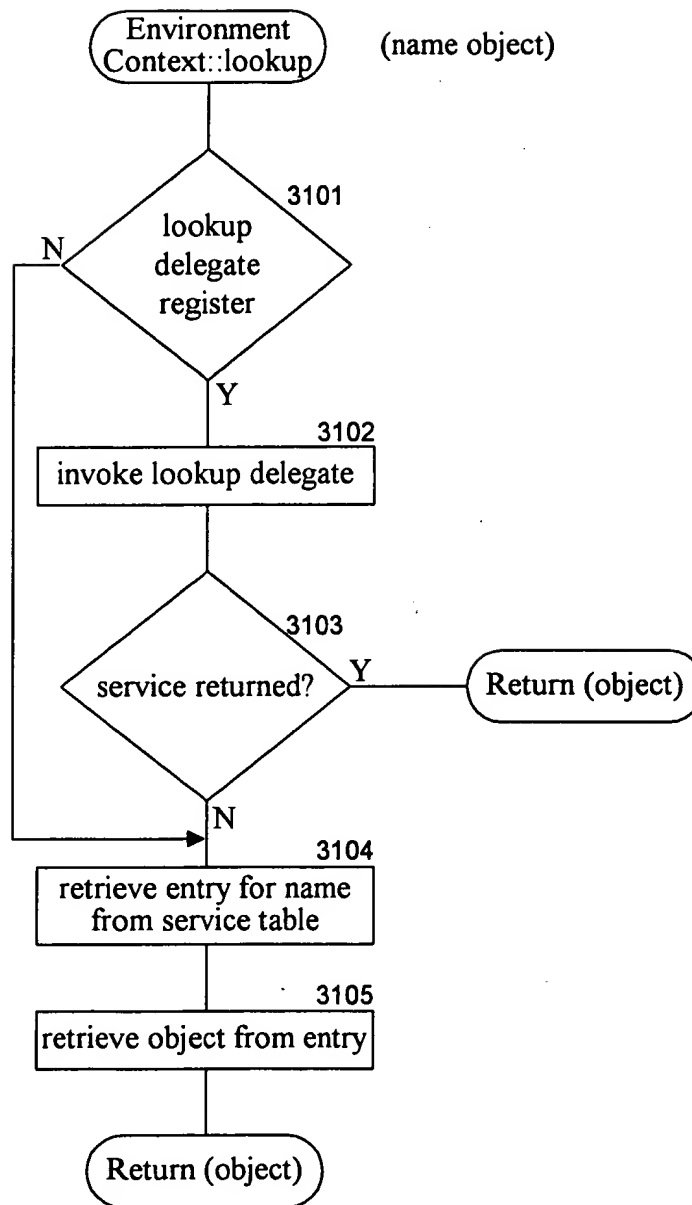 Environment
Context::lookup
(name object)
3101
lookup
delegate
register
N
Y
3102
invoke lookup delegate
3103
service returned?
Y
Return (object)
N
3104
retrieve entry for name
from service table
3105
retrieve object from entry
Return (object)